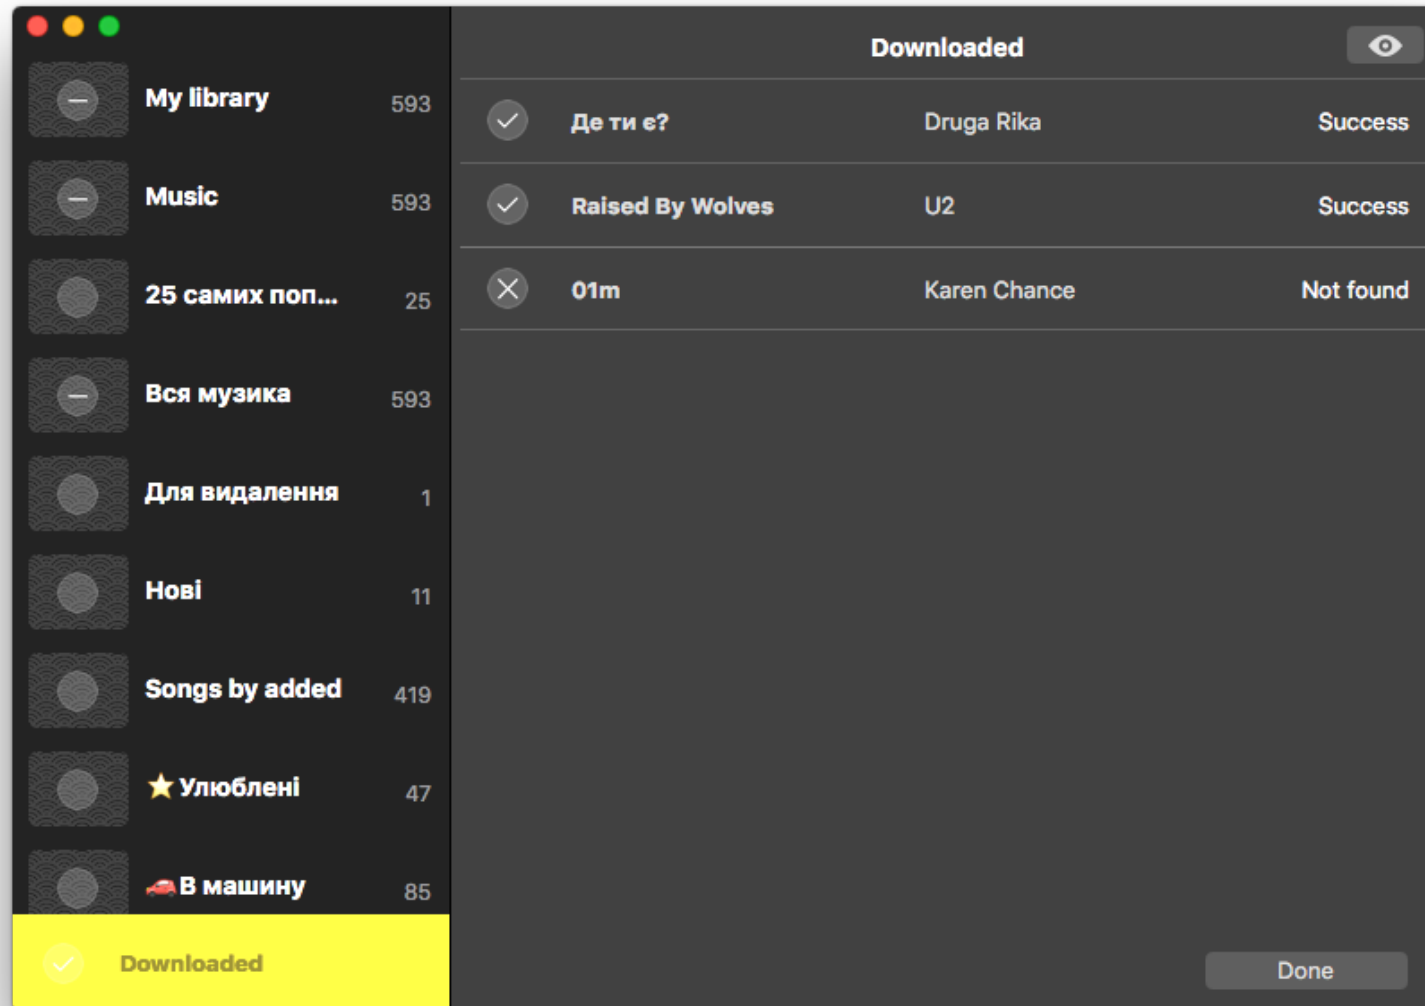 My library 593
Music 593
25 самих поп... 25
Вся музика 593
Для видалення 1
Нові 11
Songs by added 419
⭐Улюблені 47
🚗В машину 85
Downloaded
Downloaded
Де ти є? Druga Rika Success
Raised By Wolves U2 Success
01m Karen Chance Not found
Done